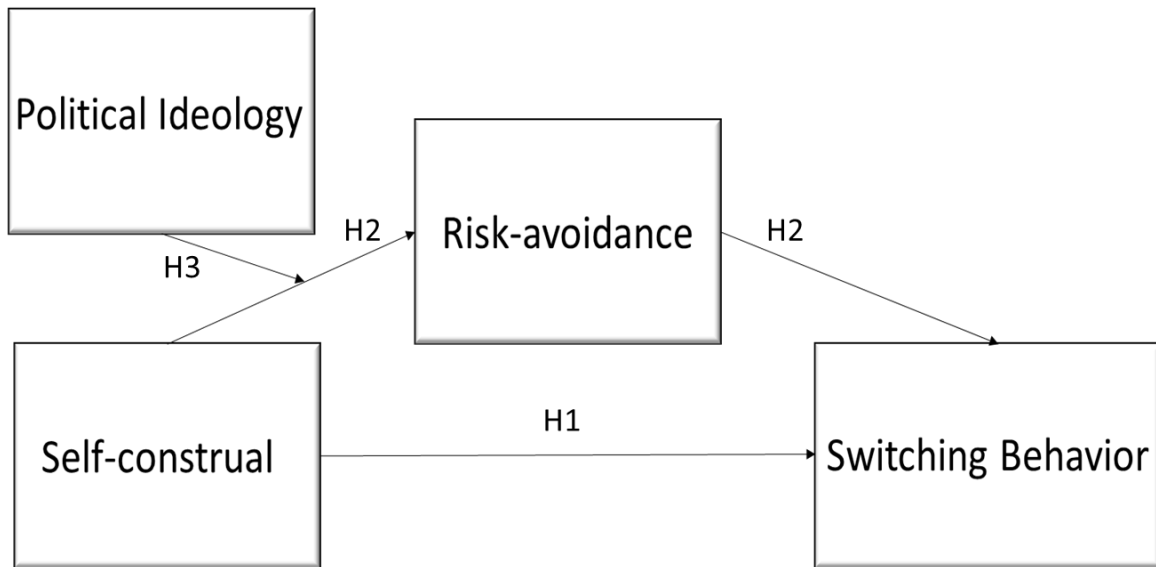 Political Ideology
H2
Risk-avoidance
H2
H3
Self-construal
H1
Switching Behavior